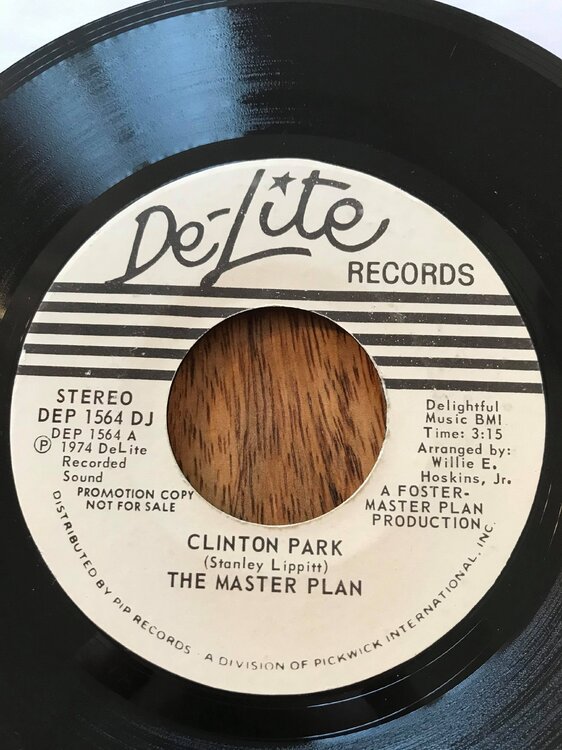 De-Lite
RECORDS
STEREO
DEP 1564 DJ
DEP 1564 A
Ⓟ 1974 DeLite
Recorded
Sound
PROMOTION COPY
NOT FOR SALE
Delightful
Music BMI
Time: 3:15
Arranged by:
Willie E.
Hoskins, Jr.
A FOSTER-
MASTER PLAN
PRODUCTION
CLINTON PARK
(Stanley Lippitt)
THE MASTER PLAN
DISTRIBUTED BY PIP RECORDS · A DIVISION OF PICKWICK INTERNATIONAL, INC.